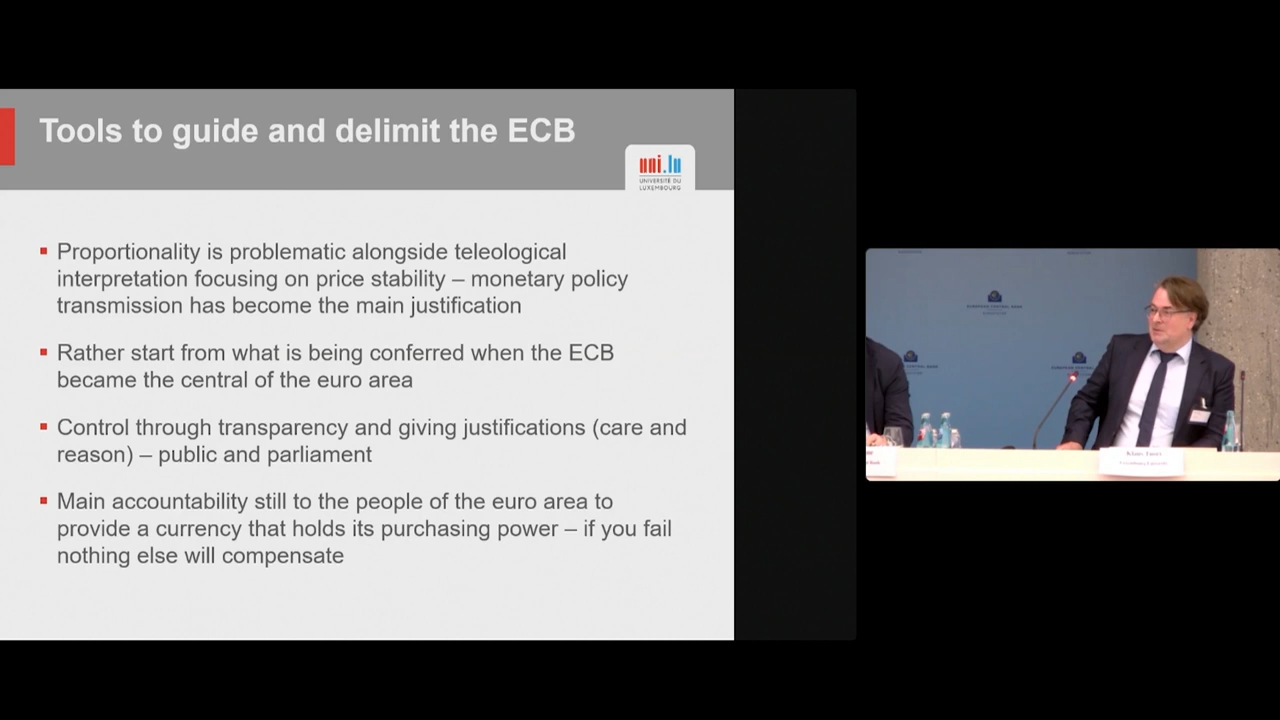 Tools to guide and delimit the ECB
uni.lu
UNIVERSITÉ DU
LUXEMBOURG
Proportionality is problematic alongside teleological
interpretation focusing on price stability – monetary policy
transmission has become the main justification
Rather start from what is being conferred when the ECB
became the central of the euro area
Control through transparency and giving justifications (care and
reason) – public and parliament
Main accountability still to the people of the euro area to
provide a currency that holds its purchasing power – if you fail
nothing else will compensate
EUROPEAN CENTRAL BANK